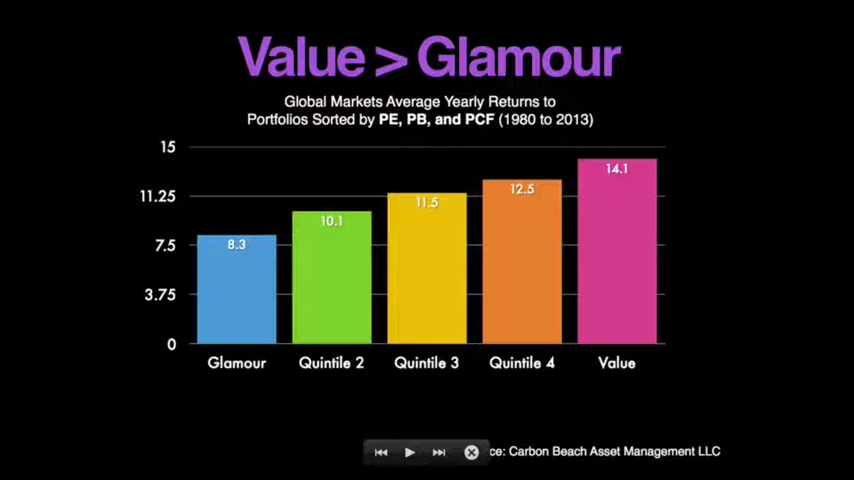 Value > Glamour
Global Markets Average Yearly Returns to
Portfolios Sorted by PE, PB, and PCF (1980 to 2013)
15
11.25
7.5
3.75
0
8.3
10.1
11.5
12.5
14.1
Glamour
Quintile 2
Quintile 3
Quintile 4
Value
ce: Carbon Beach Asset Management LLC